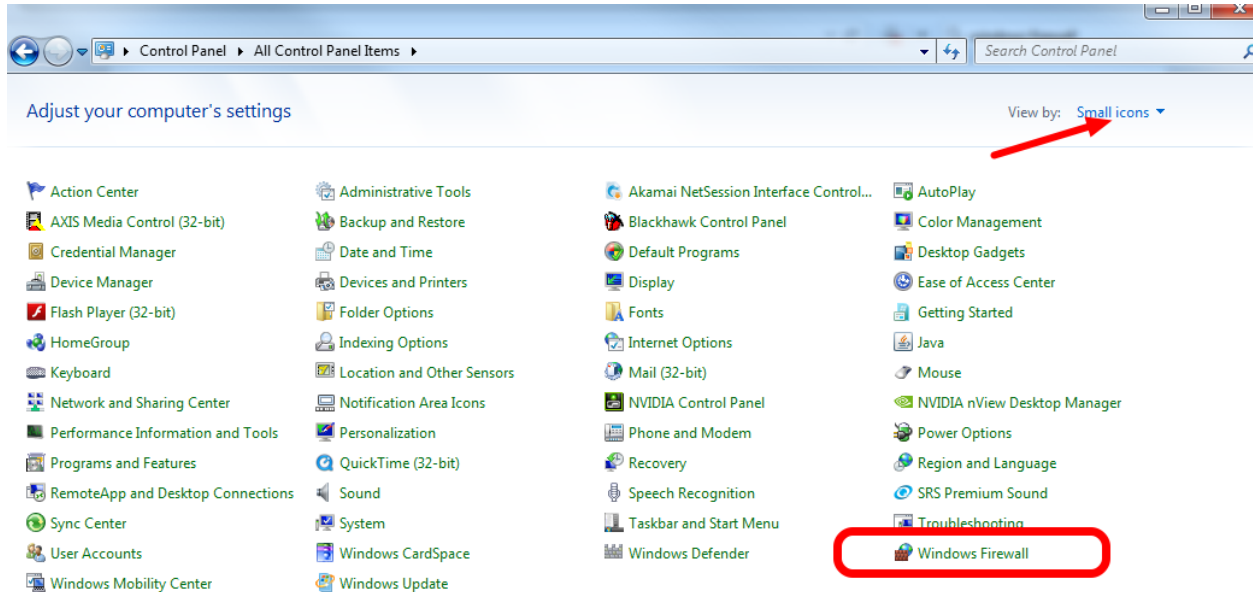 Control Panel ▸ All Control Panel Items ▸
Search Control Panel
Adjust your computer's settings
View by: Small icons
Action Center
Administrative Tools
Akamai NetSession Interface Control...
AutoPlay
AXIS Media Control (32-bit)
Backup and Restore
Blackhawk Control Panel
Color Management
Credential Manager
Date and Time
Default Programs
Desktop Gadgets
Device Manager
Devices and Printers
Display
Ease of Access Center
Flash Player (32-bit)
Folder Options
Fonts
Getting Started
HomeGroup
Indexing Options
Internet Options
Java
Keyboard
Location and Other Sensors
Mail (32-bit)
Mouse
Network and Sharing Center
Notification Area Icons
NVIDIA Control Panel
NVIDIA nView Desktop Manager
Performance Information and Tools
Personalization
Phone and Modem
Power Options
Programs and Features
QuickTime (32-bit)
Recovery
Region and Language
RemoteApp and Desktop Connections
Sound
Speech Recognition
SRS Premium Sound
Sync Center
System
Taskbar and Start Menu
Troubleshooting
User Accounts
Windows CardSpace
Windows Defender
Windows Firewall
Windows Mobility Center
Windows Update